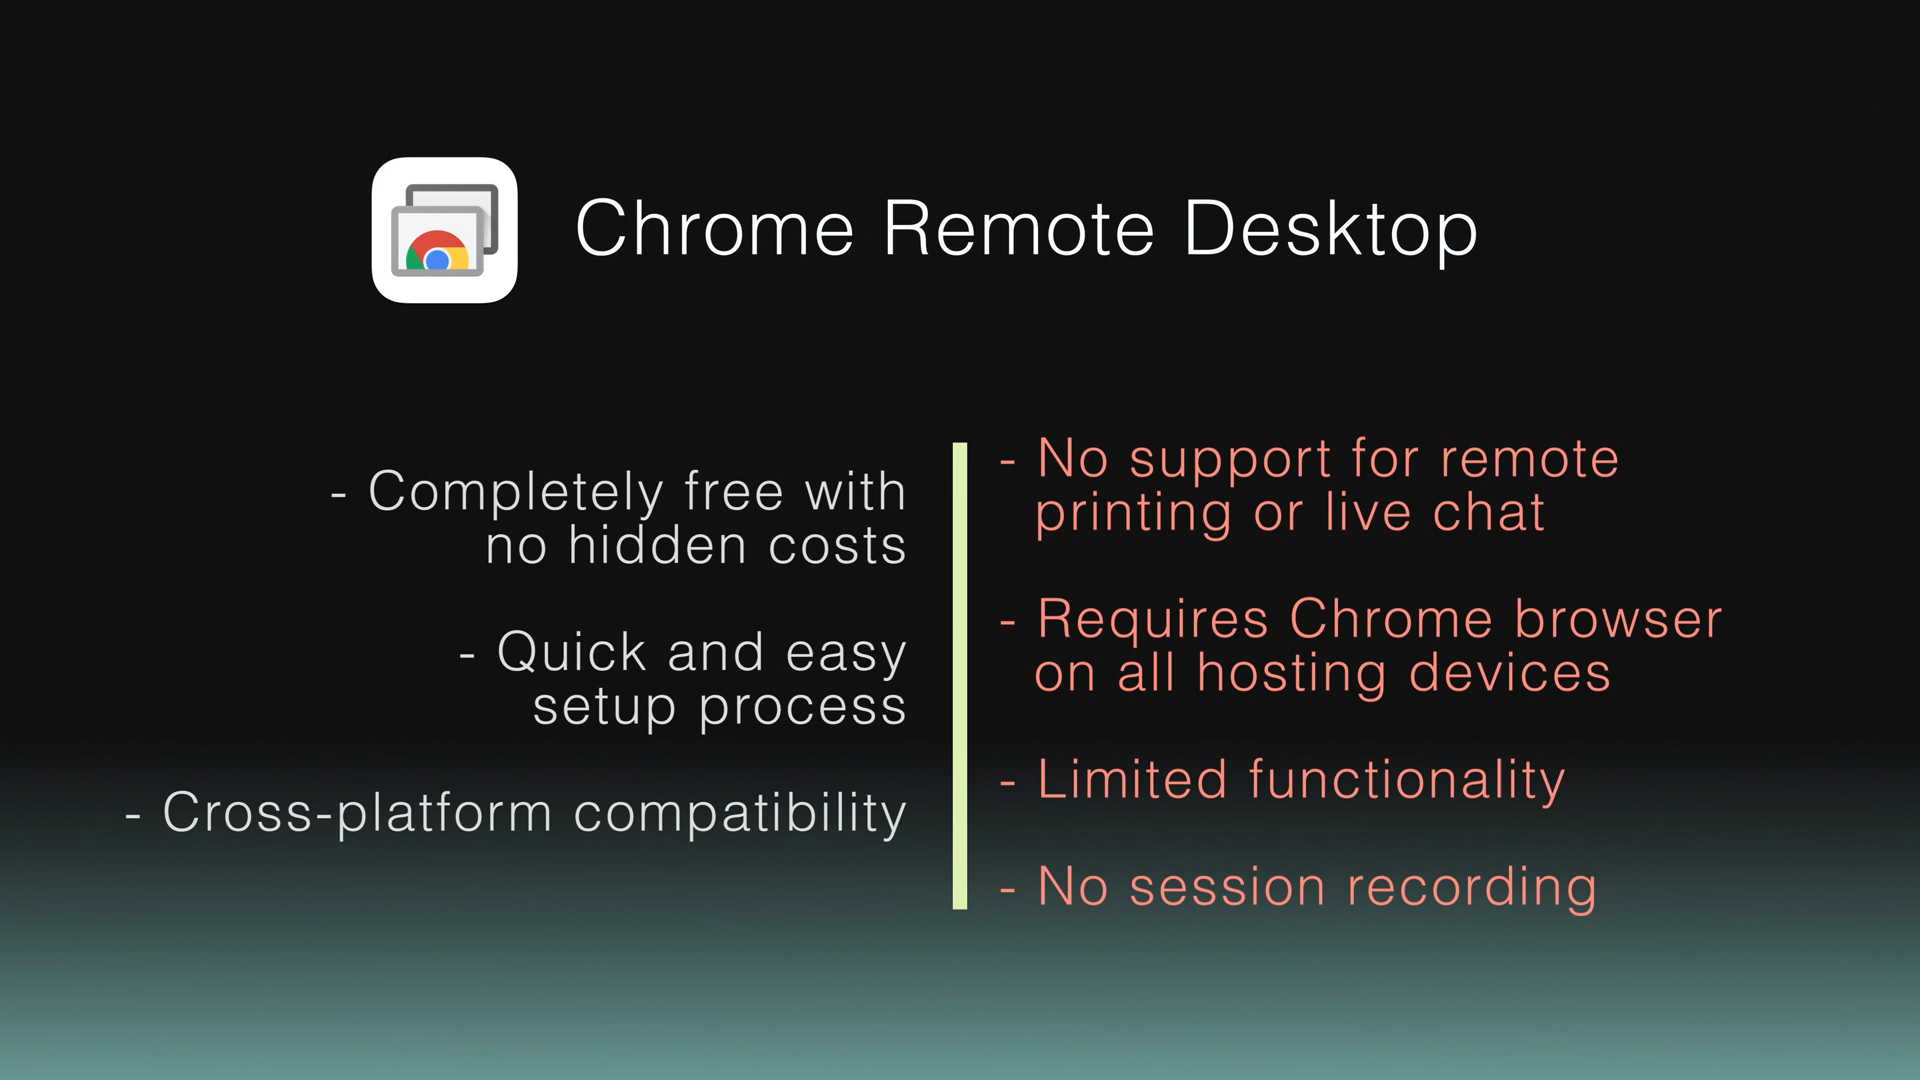 Chrome Remote Desktop
- Completely free with
no hidden costs
- Quick and easy
setup process
- Cross-platform compatibility
- No support for remote
printing or live chat
- Requires Chrome browser
on all hosting devices
- Limited functionality
- No session recording